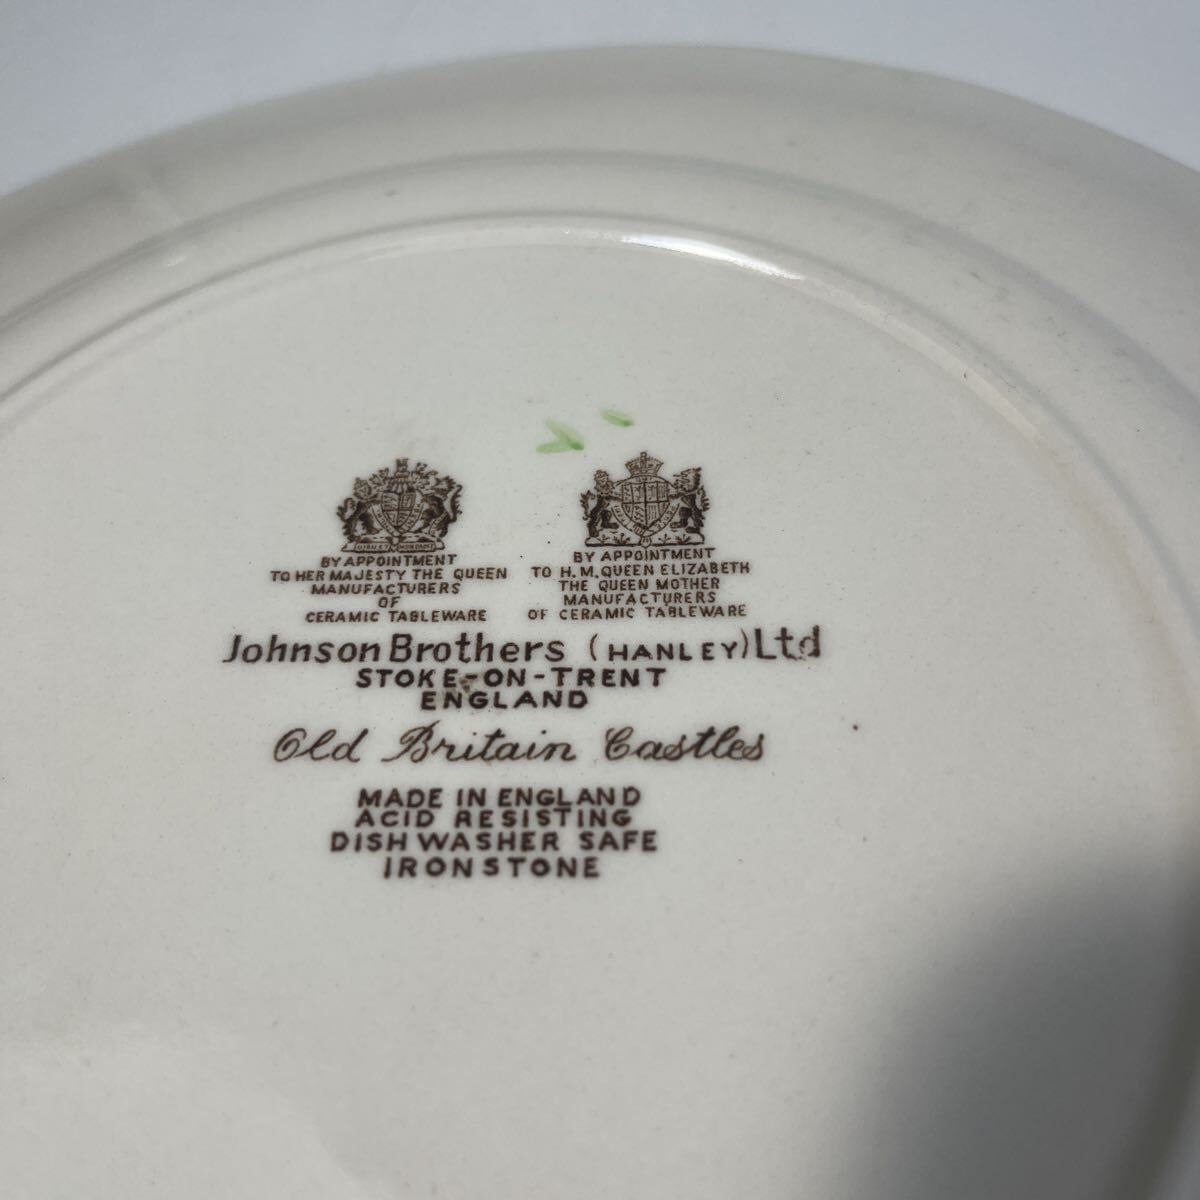 BY APPOINTMENT
TO HER MAJESTY THE QUEEN
MANUFACTURERS
OF
CERAMIC TABLEWARE
BY APPOINTMENT
TO H.M. QUEEN ELIZABETH
THE QUEEN MOTHER
MANUFACTURERS
OF CERAMIC TABLEWARE
Johnson Brothers (HANLEY) Ltd
STOKE-ON-TRENT
ENGLAND
Old Britain Castles
MADE IN ENGLAND
ACID RESISTING
DISH WASHER SAFE
IRONSTONE